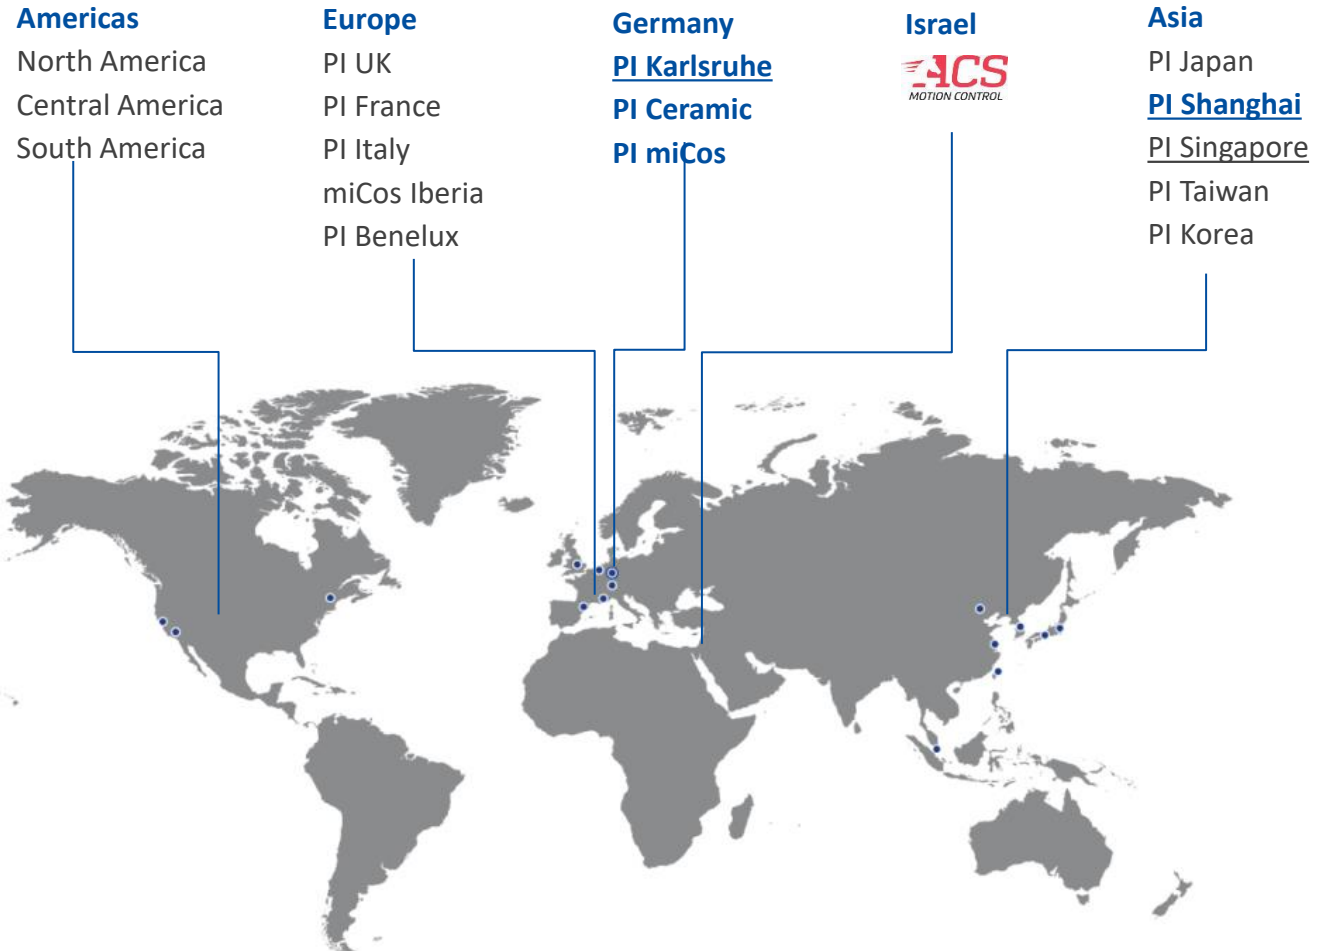 Americas
North America
Central America
South America
Europe
PI UK
PI France
PI Italy
miCos Iberia
PI Benelux
Germany
PI Karlsruhe
PI Ceramic
PI miCos
Israel
ACS
MOTION CONTROL
Asia
PI Japan
PI Shanghai
PI Singapore
PI Taiwan
PI Korea